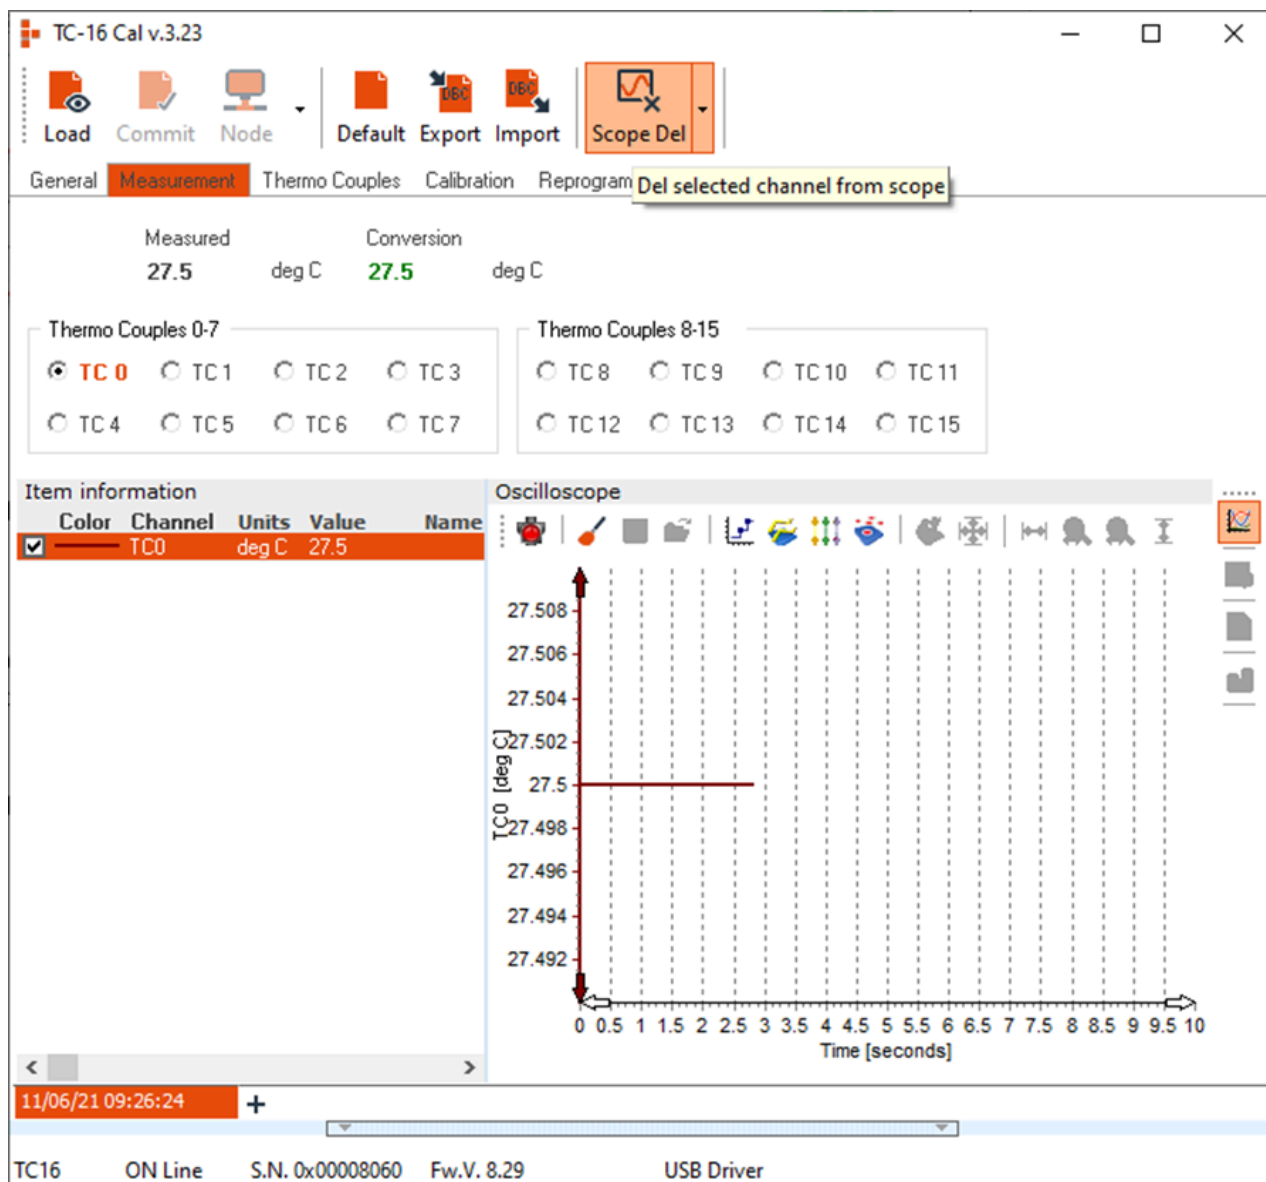 TC-16 Cal v.3.23
Load Commit Node Default Export Import Scope Del
DBC DBC
General Measurement Thermo Couples Calibration Reprogram
Del selected channel from scope
Measured Conversion
27.5 deg C 27.5 deg C
Thermo Couples 0-7 Thermo Couples 8-15
TC 0 TC 1 TC 2 TC 3 TC 8 TC 9 TC 10 TC 11
TC 4 TC 5 TC 6 TC 7 TC 12 TC 13 TC 14 TC 15
Item information
Color Channel Units Value Name
TC0 deg C 27.5
Oscilloscope
27.508
27.506
27.504
27.502
27.5
27.498
27.496
27.494
27.492
TC0 [deg C]
0 0.5 1 1.5 2 2.5 3 3.5 4 4.5 5 5.5 6 6.5 7 7.5 8 8.5 9 9.5 10
Time [seconds]
11/06/21 09:26:24 +
TC16 ON Line S.N. 0x00008060 Fw.V. 8.29 USB Driver